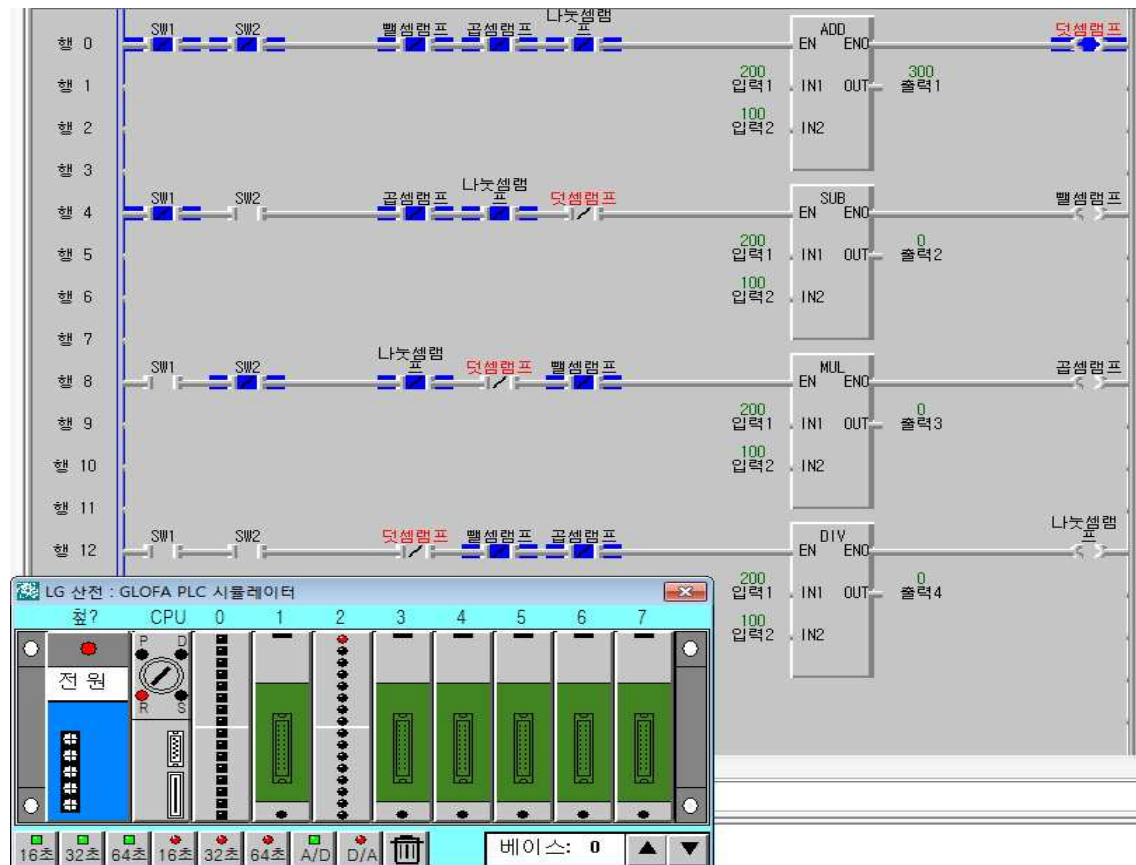 나눗셈램
행 0 SW1 SW2 뺄셈램프 곱셈램프 프 ADD 덧셈램프
EN ENO
행 1 200 입력1 IN1 OUT 300 출력1
행 2 100 입력2 IN2
행 3
나눗셈램
행 4 SW1 SW2 곱셈램프 프 덧셈램프 SUB 뺄셈램프
EN ENO
행 5 200 입력1 IN1 OUT 0 출력2
행 6 100 입력2 IN2
행 7
나눗셈램
행 8 SW1 SW2 프 덧셈램프 뺄셈램프 MUL 곱셈램프
EN ENO
행 9 200 입력1 IN1 OUT 0 출력3
행 10 100 입력2 IN2
행 11
나눗셈램
행 12 SW1 SW2 덧셈램프 뺄셈램프 곱셈램프 DIV 프
EN ENO
200 입력1 IN1 OUT 0 출력4
100 입력2 IN2
LG 산전 : GLOFA PLC 시뮬레이터
CPU 0 1 2 3 4 5 6 7
P D
전 원
R S
16초 32초 64초 16초 32초 64초 A/D D/A 베이스: 0